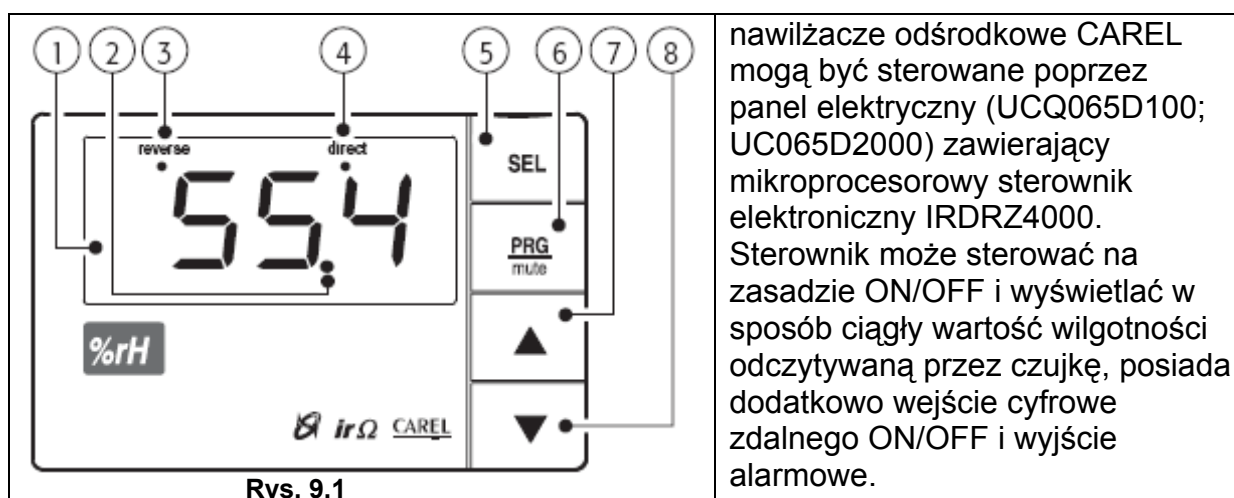 1 2 3 4 5 6 7 8
reverse direct
55.4
SEL
PRG
mute
▲
%rH
▼
irΩ CAREL
Rys. 9.1
nawilżacze odśrodkowe CAREL
mogą być sterowane poprzez
panel elektryczny (UCQ065D100;
UC065D2000) zawierający
mikroprocesorowy sterownik
elektroniczny IRDRZ4000.
Sterownik może sterować na
zasadzie ON/OFF i wyświetlać w
sposób ciągły wartość wilgotności
odczytywaną przez czujkę, posiada
dodatkowo wejście cyfrowe
zdalnego ON/OFF i wyjście
alarmowe.